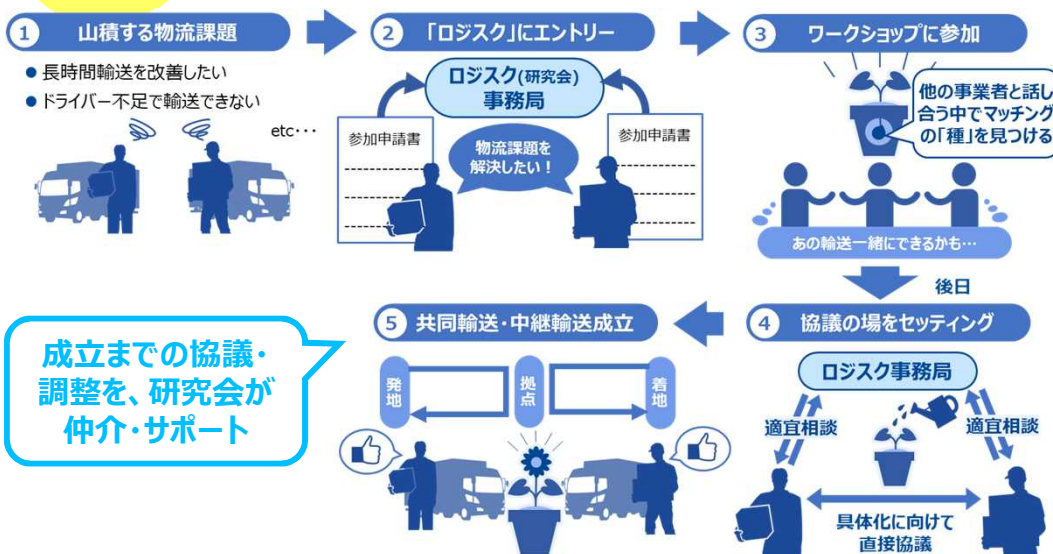 1 山積する物流課題
● 長時間輸送を改善したい
● ドライバー不足で輸送できない
etc・・・
2 「ロジスク」にエントリー
ロジスク(研究会)
事務局
参加申請書
物流課題を
解決したい！
参加申請書
3 ワークショップに参加
他の事業者と話し
合う中でマッチング
の「種」を見つける
あの輸送一緒にできるかも…
後日
4 協議の場をセッティング
ロジスク事務局
適宜相談
適宜相談
具体化に向けて
直接協議
5 共同輸送・中継輸送成立
発地
拠点
着地
成立までの協議・
調整を、研究会が
仲介・サポート